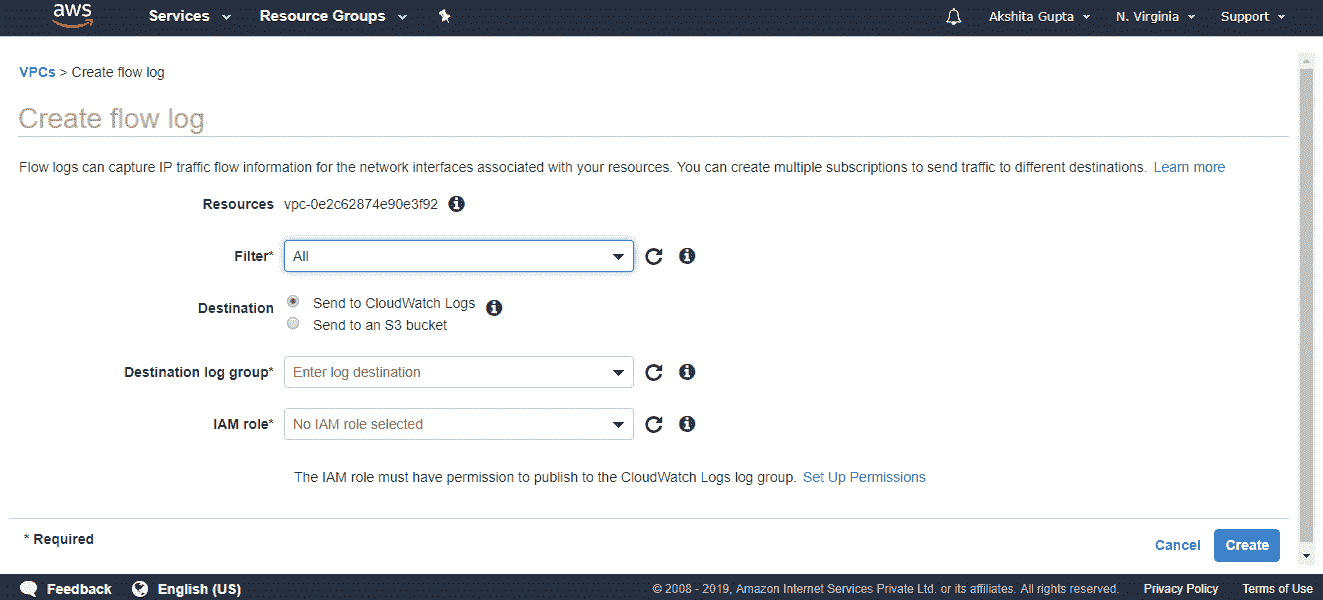 aws Services Resource Groups Akshita Gupta N. Virginia Support
VPCs > Create flow log
Create flow log
Flow logs can capture IP traffic flow information for the network interfaces associated with your resources. You can create multiple subscriptions to send traffic to different destinations. Learn more
Resources vpc-0e2c62874e90e3f92
Filter* All
Destination Send to CloudWatch Logs
Send to an S3 bucket
Destination log group* Enter log destination
IAM role* No IAM role selected
The IAM role must have permission to publish to the CloudWatch Logs log group. Set Up Permissions
* Required
Cancel Create
Feedback English (US) © 2008 - 2019, Amazon Internet Services Private Ltd. or its affiliates. All rights reserved. Privacy Policy Terms of Use